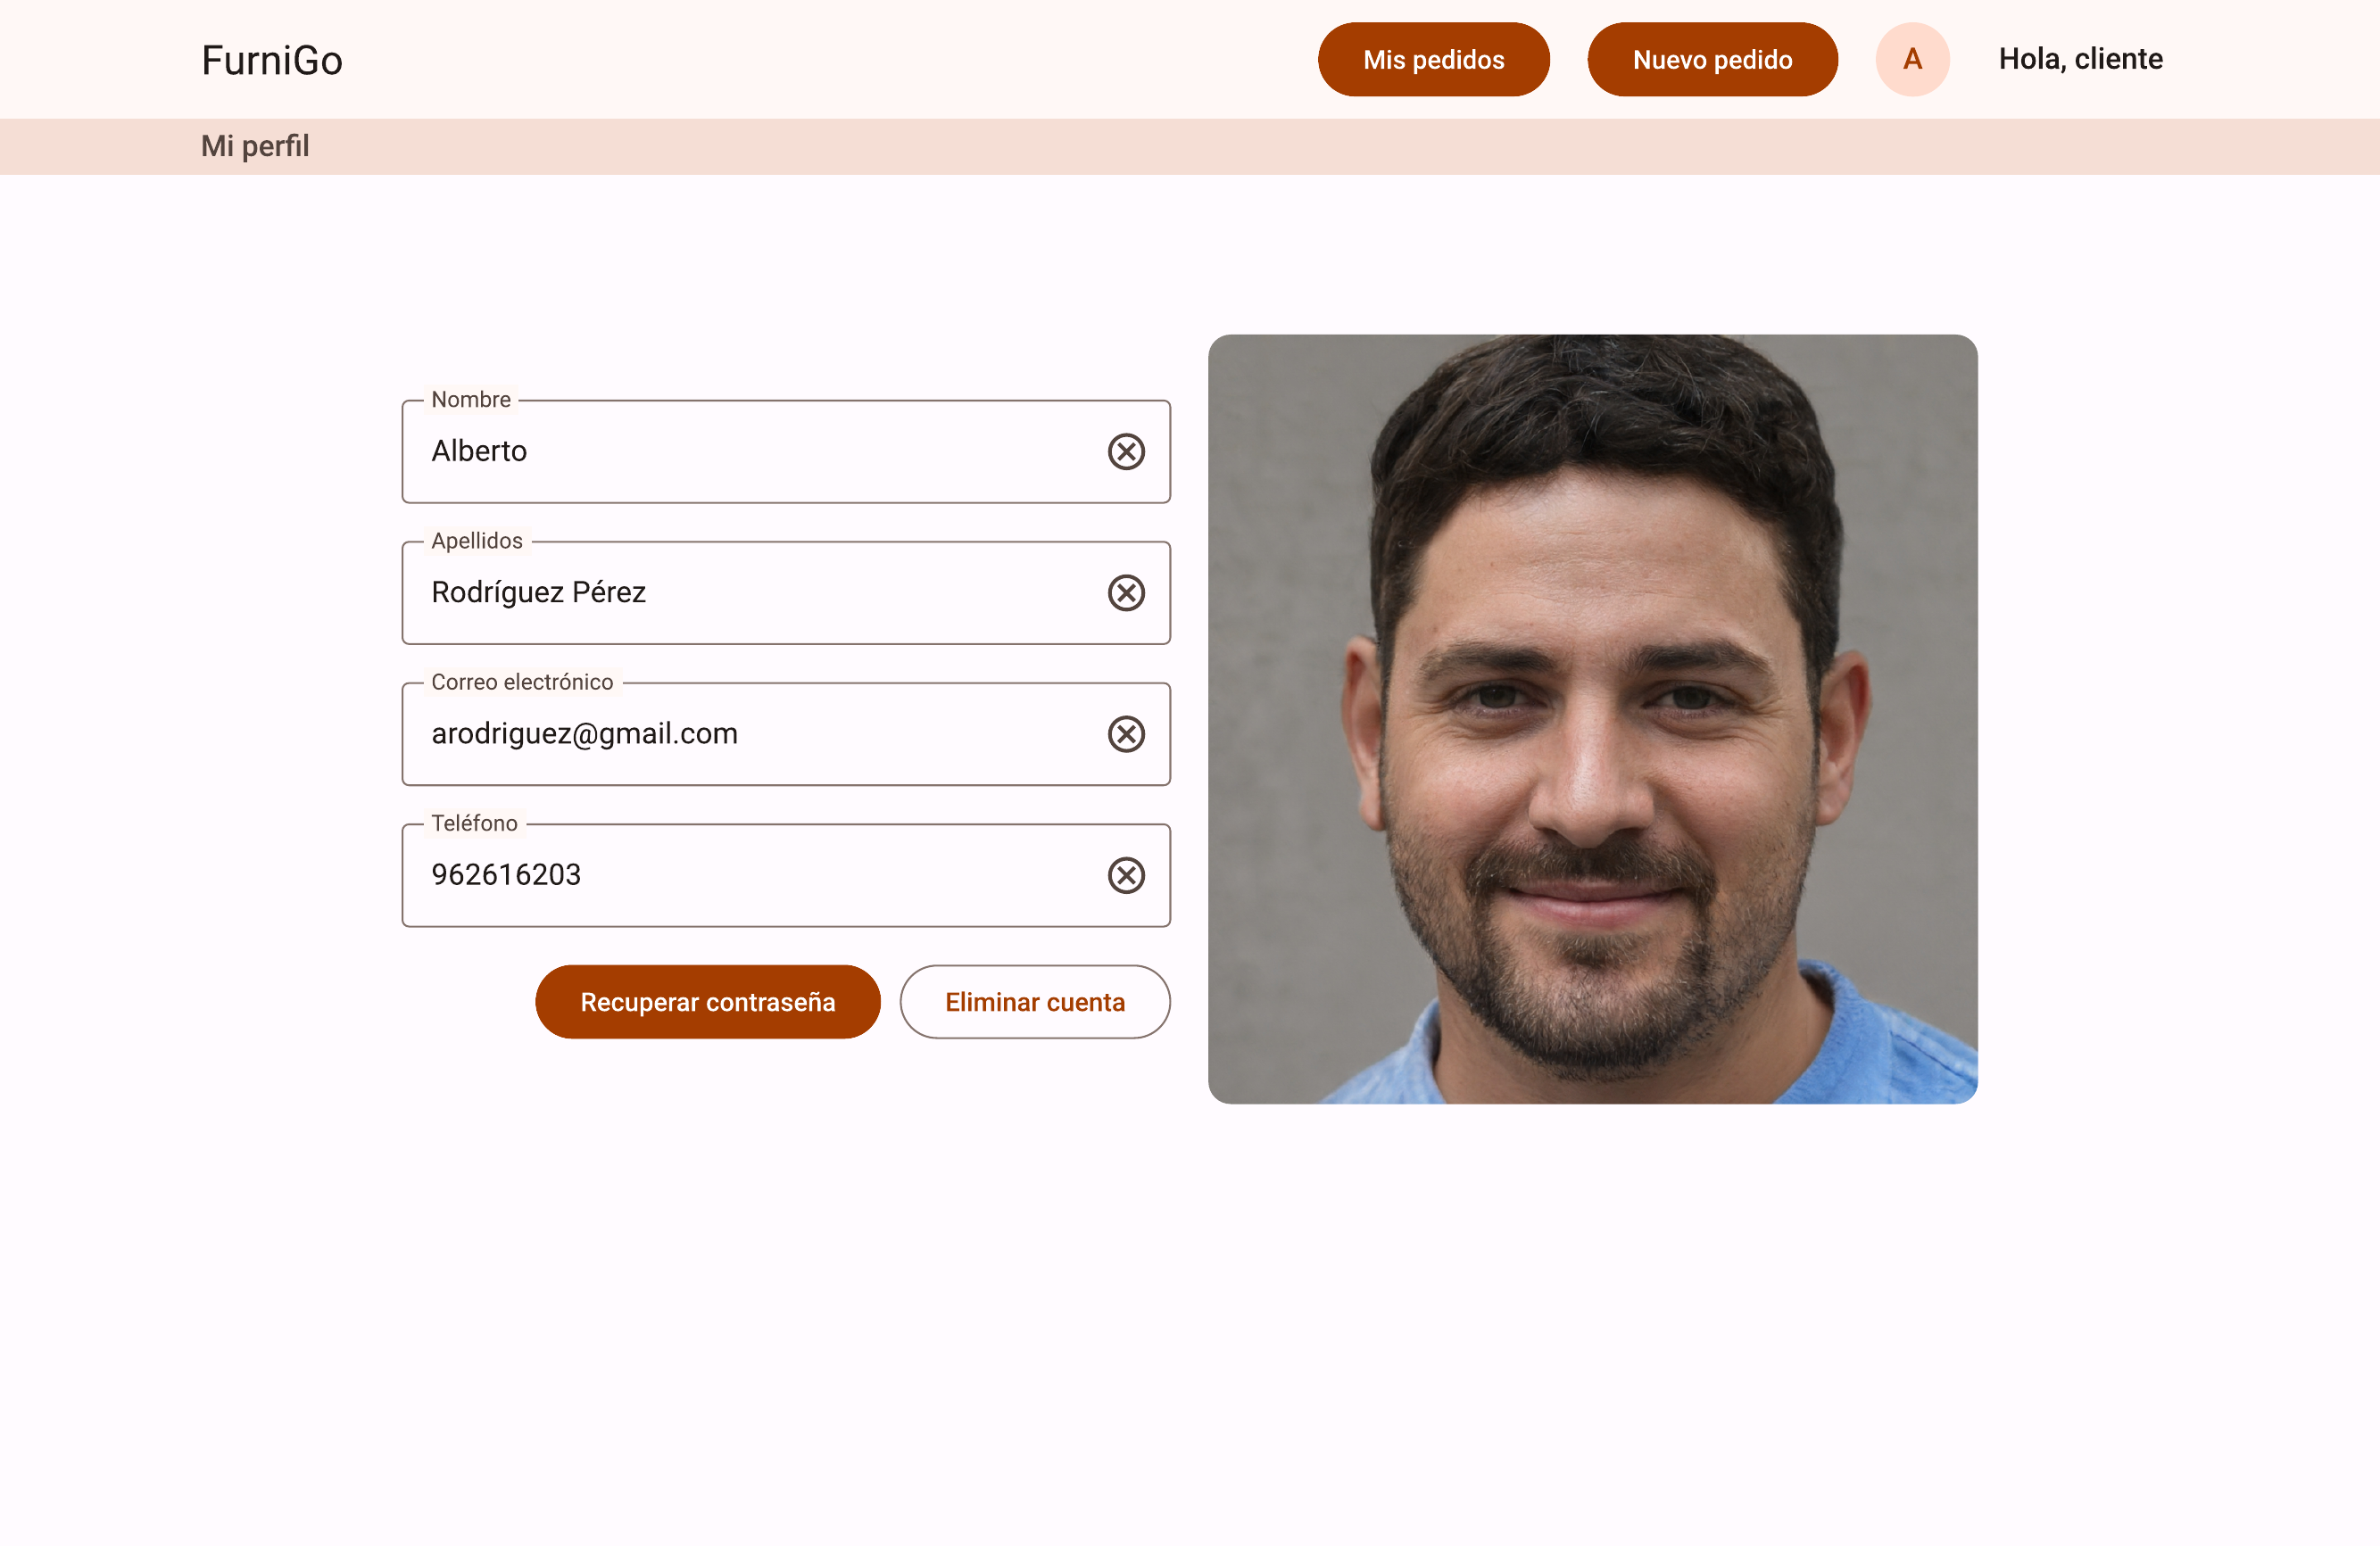 FurniGo
Mis pedidos
Nuevo pedido
A
Hola, cliente
Mi perfil
Nombre
Alberto
Apellidos
Rodríguez Pérez
Correo electrónico
arodriguez@gmail.com
Teléfono
962616203
Recuperar contraseña
Eliminar cuenta